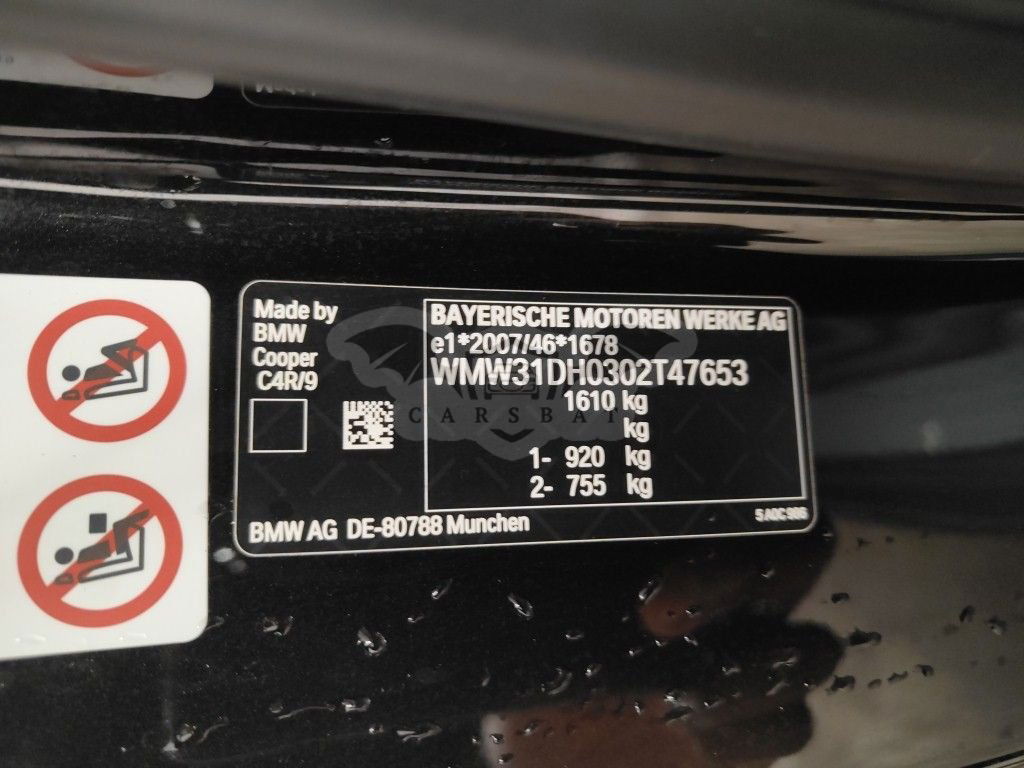 Made by
BMW
Cooper
C4R/9
BAYERISCHE MOTOREN WERKE AG
e1*2007/46*1678
WMW31DH0302T47653
1610 kg
kg
1- 920 kg
2- 755 kg
CARSBAT
BMW AG DE-80788 Munchen